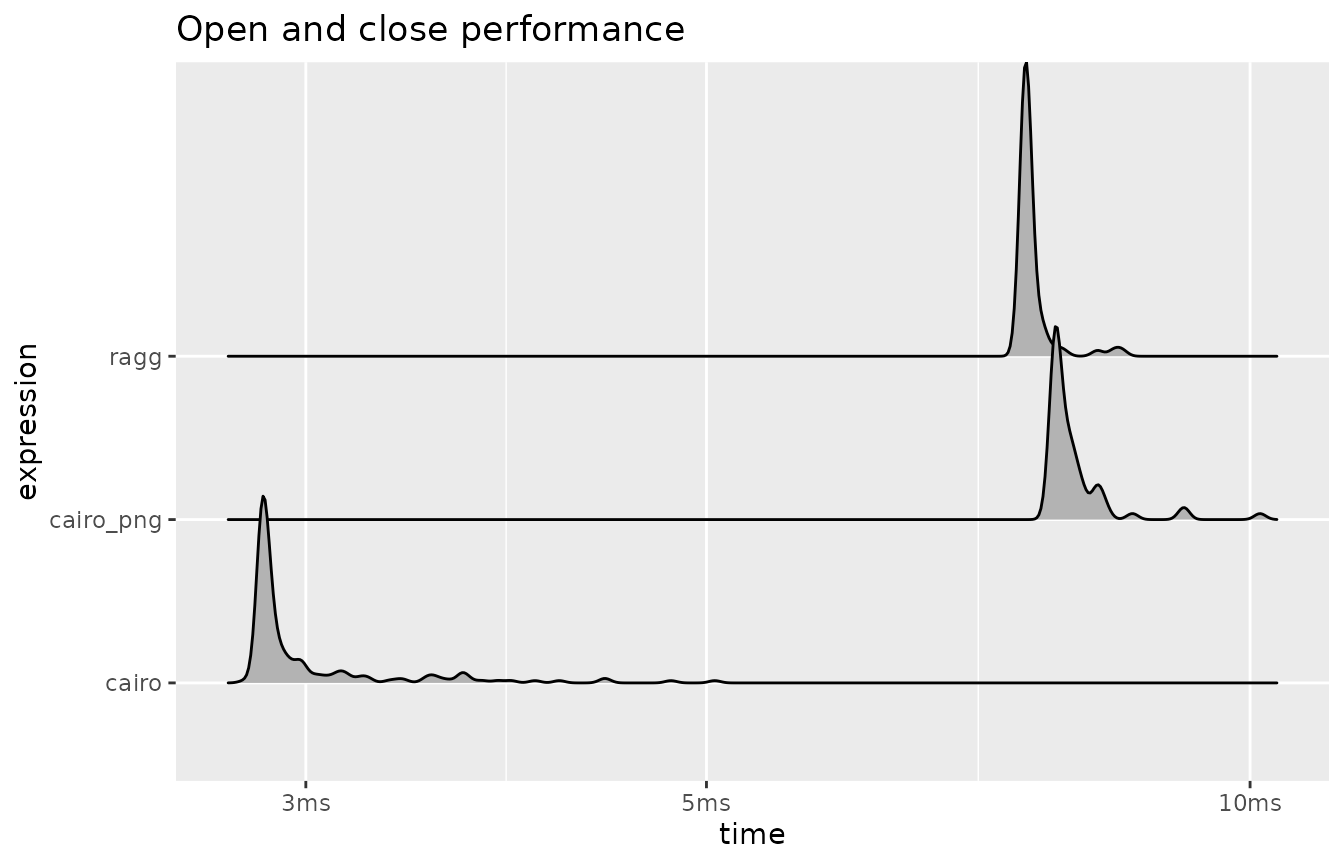 Open and close performance
expression
ragg
cairo_png
cairo
3ms 5ms 10ms
time